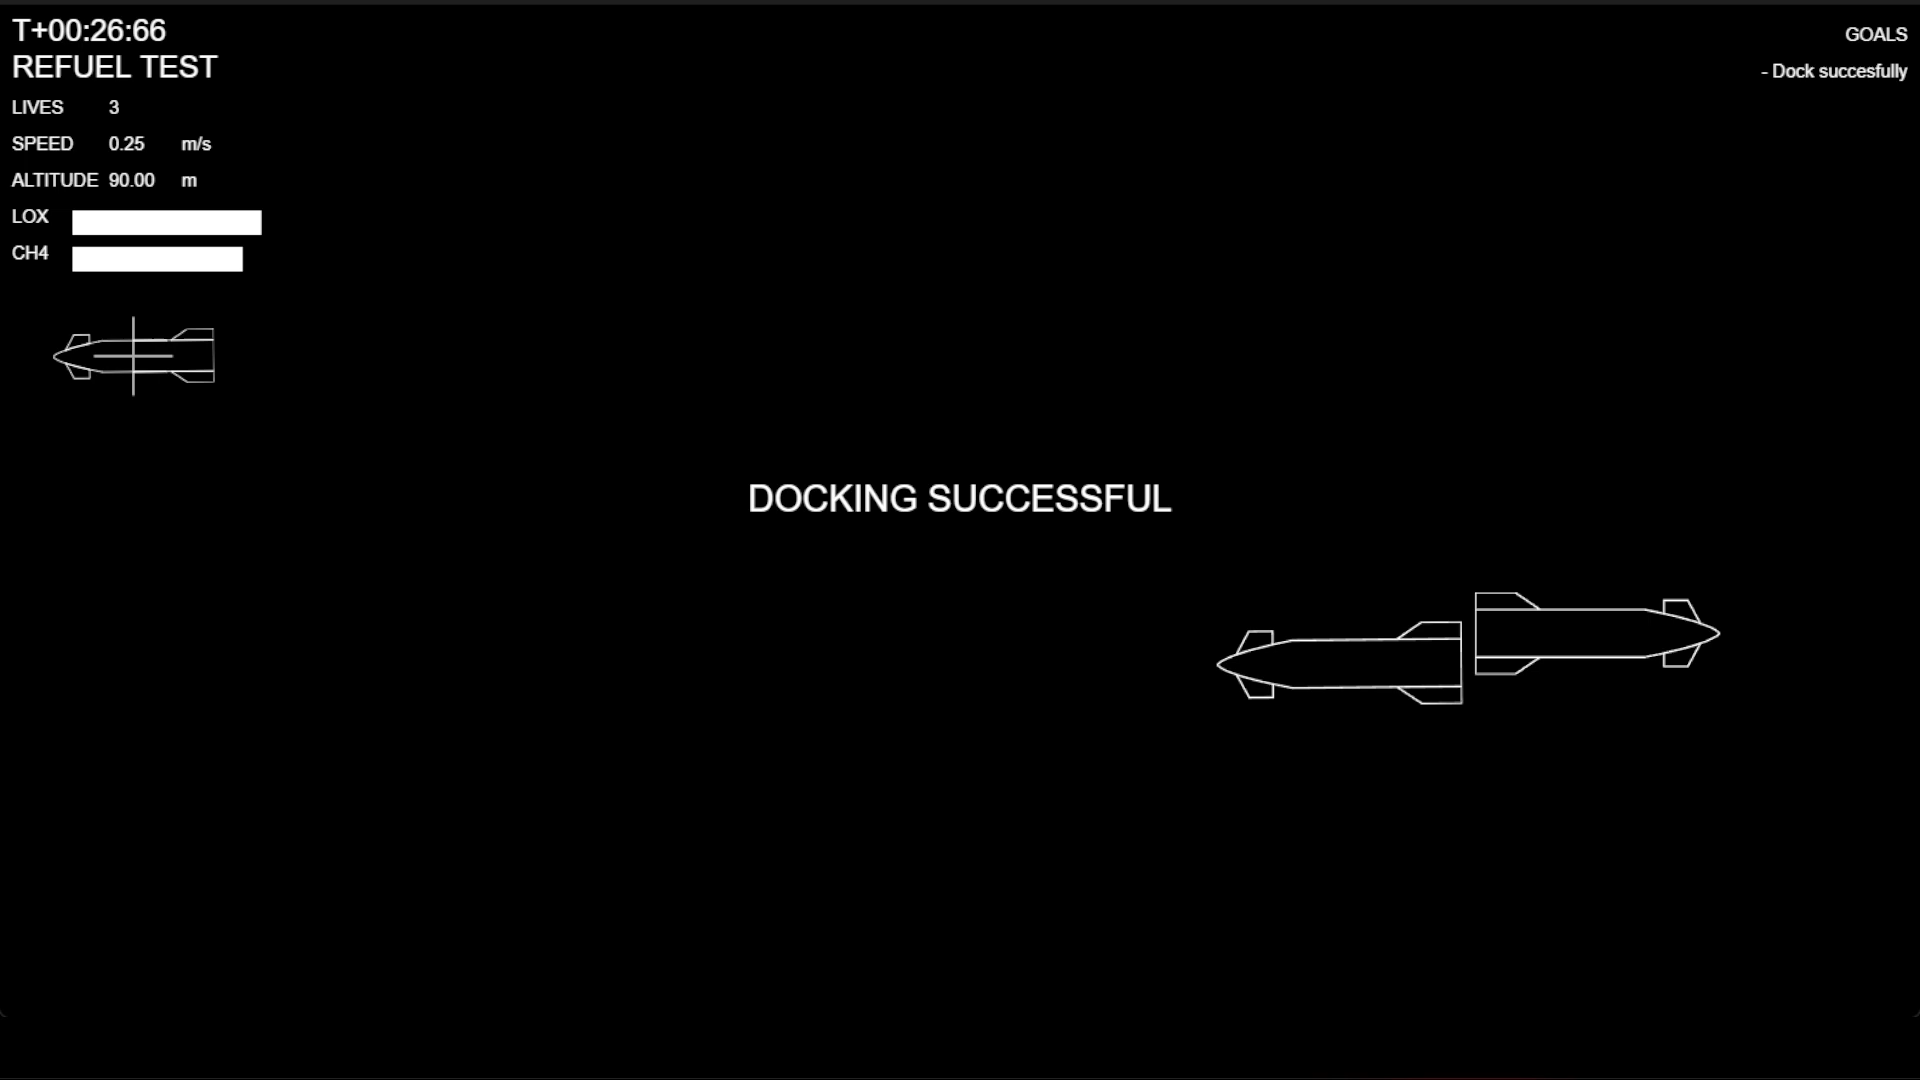 T+00:26:66
REFUEL TEST
LIVES 3
SPEED 0.25 m/s
ALTITUDE 90.00 m
LOX
CH4
GOALS
- Dock succesfully
DOCKING SUCCESSFUL